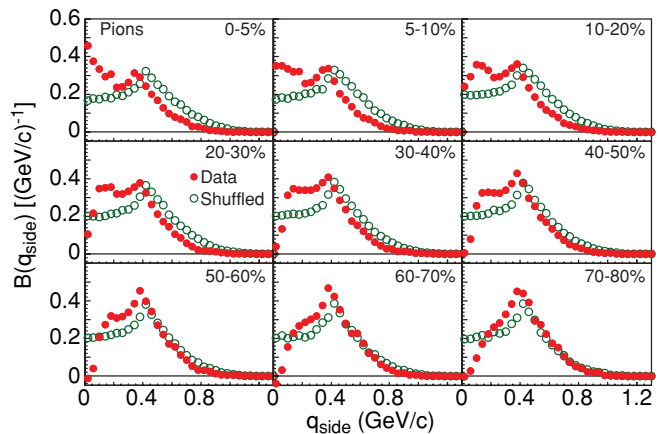 Pions 0-5% 5-10% 10-20%
0.6
0.4
0.2
0
20-30% 30-40% 40-50%
Data
Shuffled
0.4
0.2
0
50-60% 60-70% 70-80%
0.4
0.2
0
B(q_side) [(GeV/c)^-1]
0 0.4 0.8 0 0.4 0.8 0 0.4 0.8 1.2
q_side (GeV/c)